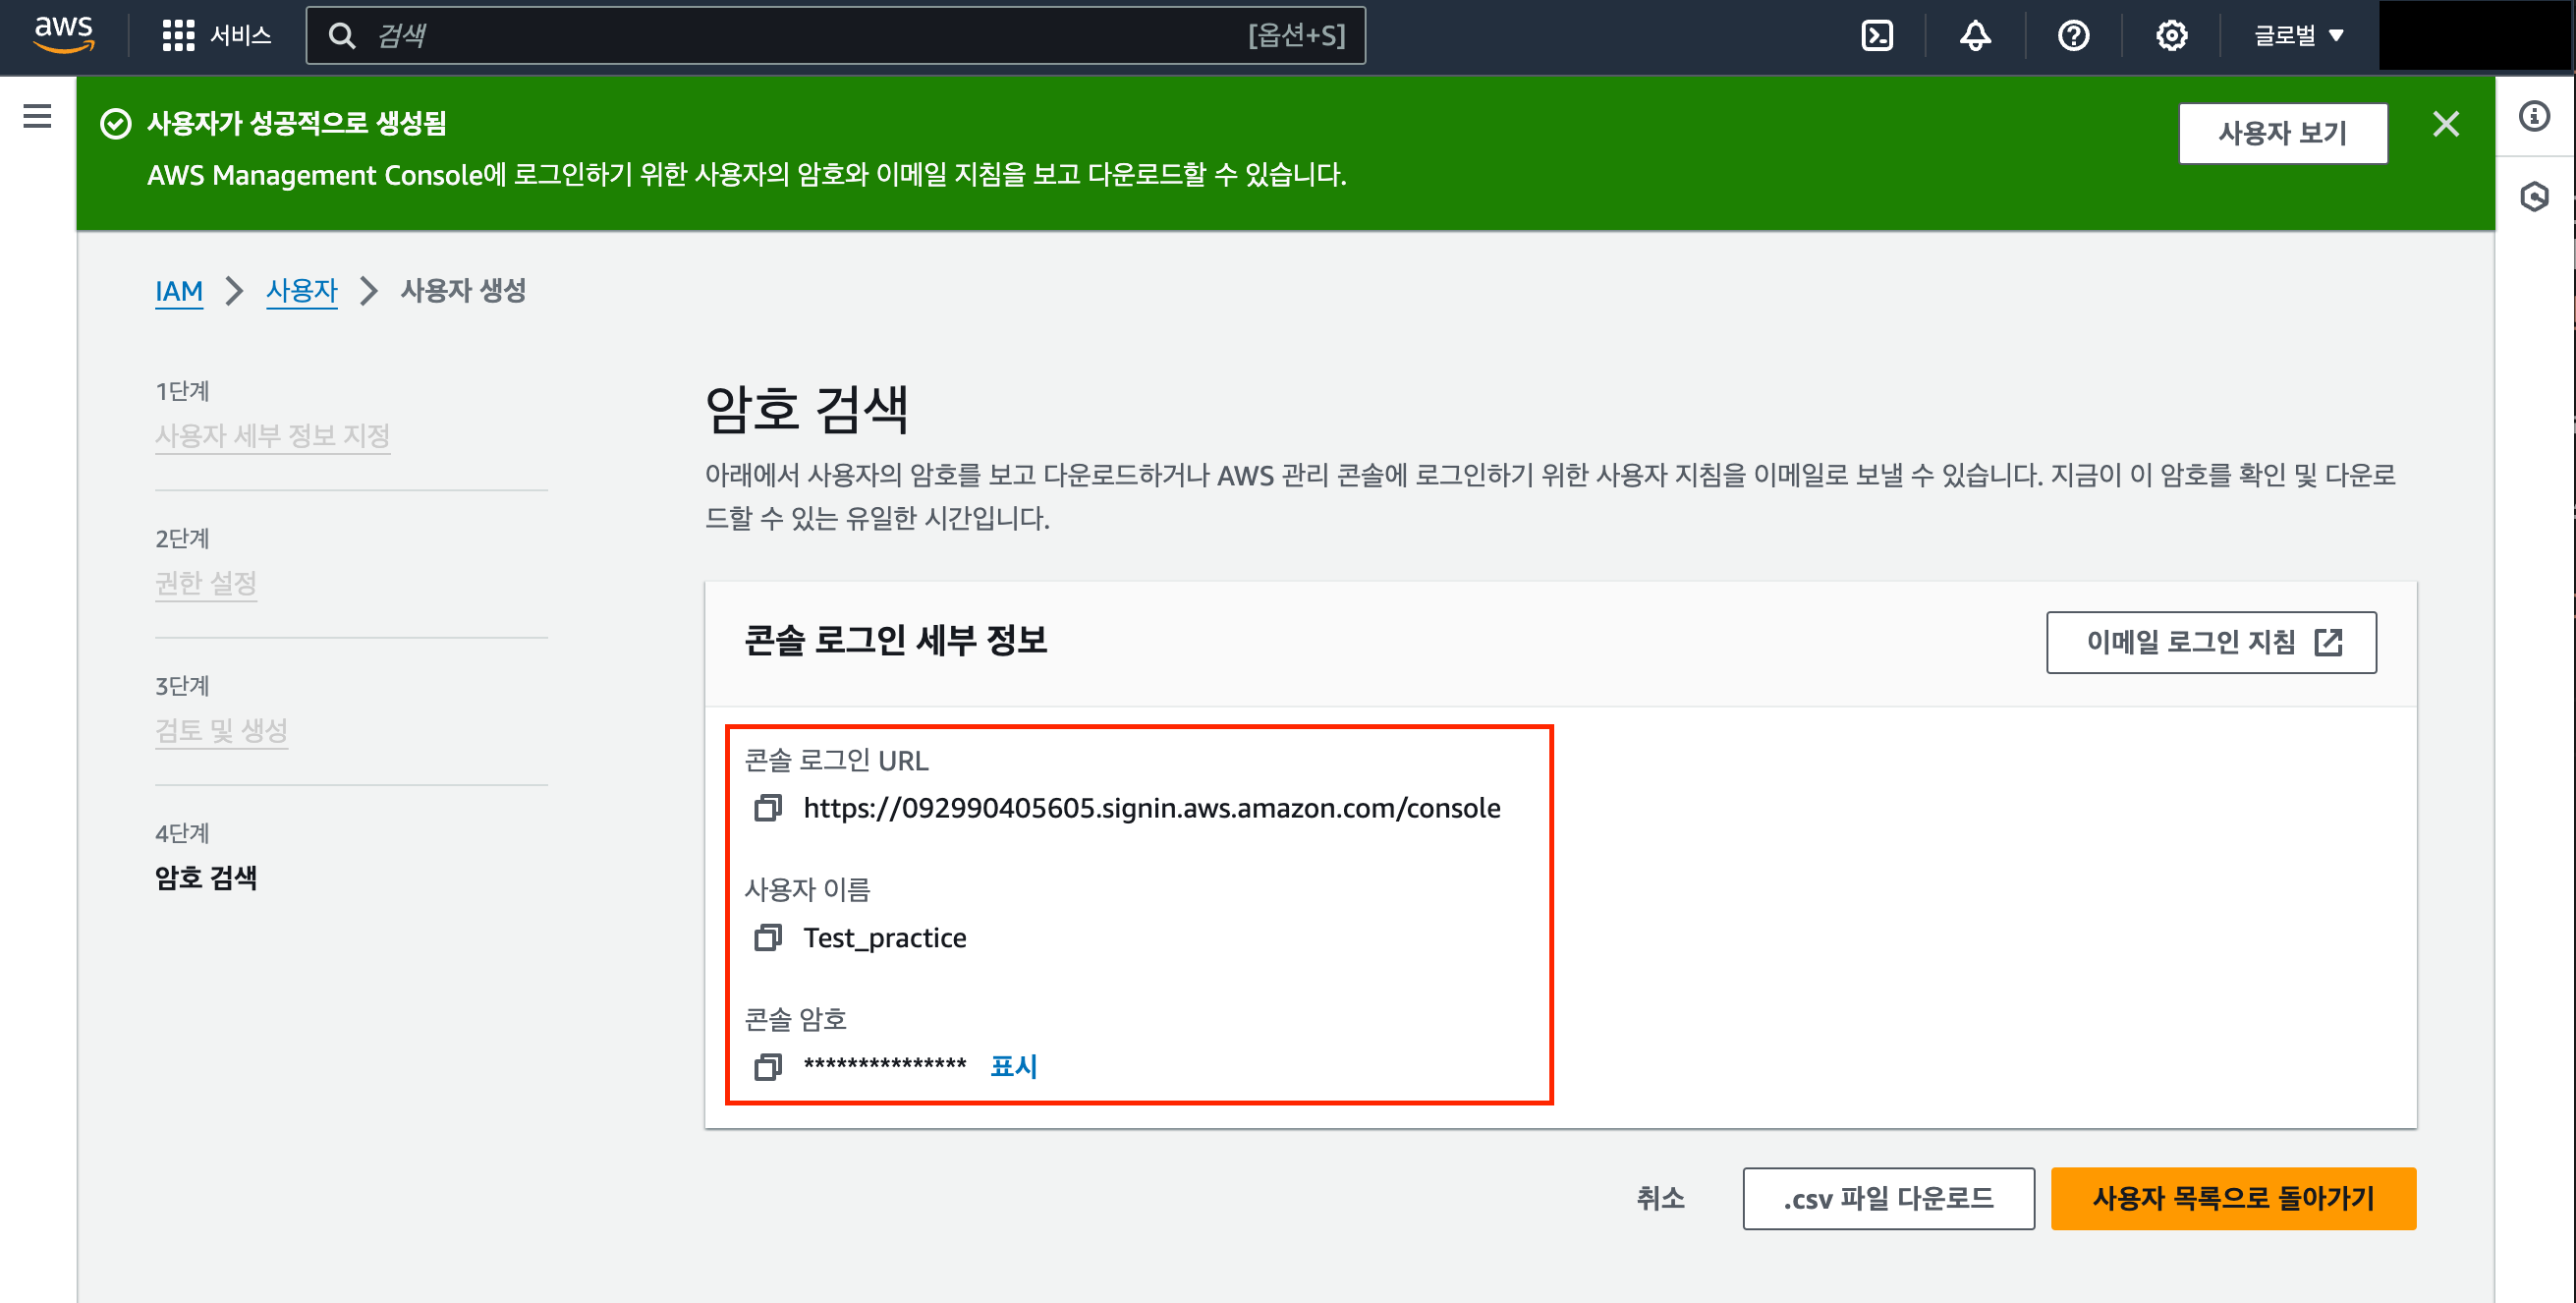 aws
서비스
검색
[옵션+S]
글로벌
사용자가 성공적으로 생성됨
AWS Management Console에 로그인하기 위한 사용자의 암호와 이메일 지침을 보고 다운로드할 수 있습니다.
사용자 보기
IAM
사용자
사용자 생성
1단계
사용자 세부 정보 지정
2단계
권한 설정
3단계
검토 및 생성
4단계
암호 검색
암호 검색
아래에서 사용자의 암호를 보고 다운로드하거나 AWS 관리 콘솔에 로그인하기 위한 사용자 지침을 이메일로 보낼 수 있습니다. 지금이 이 암호를 확인 및 다운로
드할 수 있는 유일한 시간입니다.
콘솔 로그인 세부 정보
이메일 로그인 지침
콘솔 로그인 URL
https://092990405605.signin.aws.amazon.com/console
사용자 이름
Test_practice
콘솔 암호
*************** 표시
취소
.csv 파일 다운로드
사용자 목록으로 돌아가기